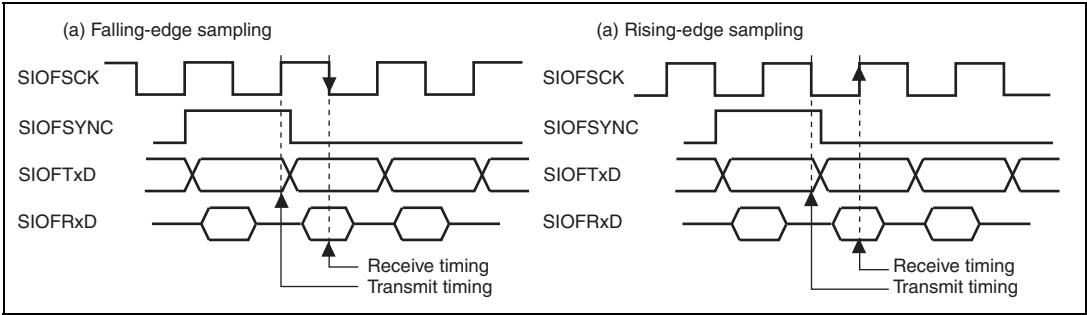 (a) Falling-edge sampling
SIOFSCK
SIOFSYNC
SIOFTxD
SIOFRxD
Receive timing
Transmit timing
(a) Rising-edge sampling
SIOFSCK
SIOFSYNC
SIOFTxD
SIOFRxD
Receive timing
Transmit timing